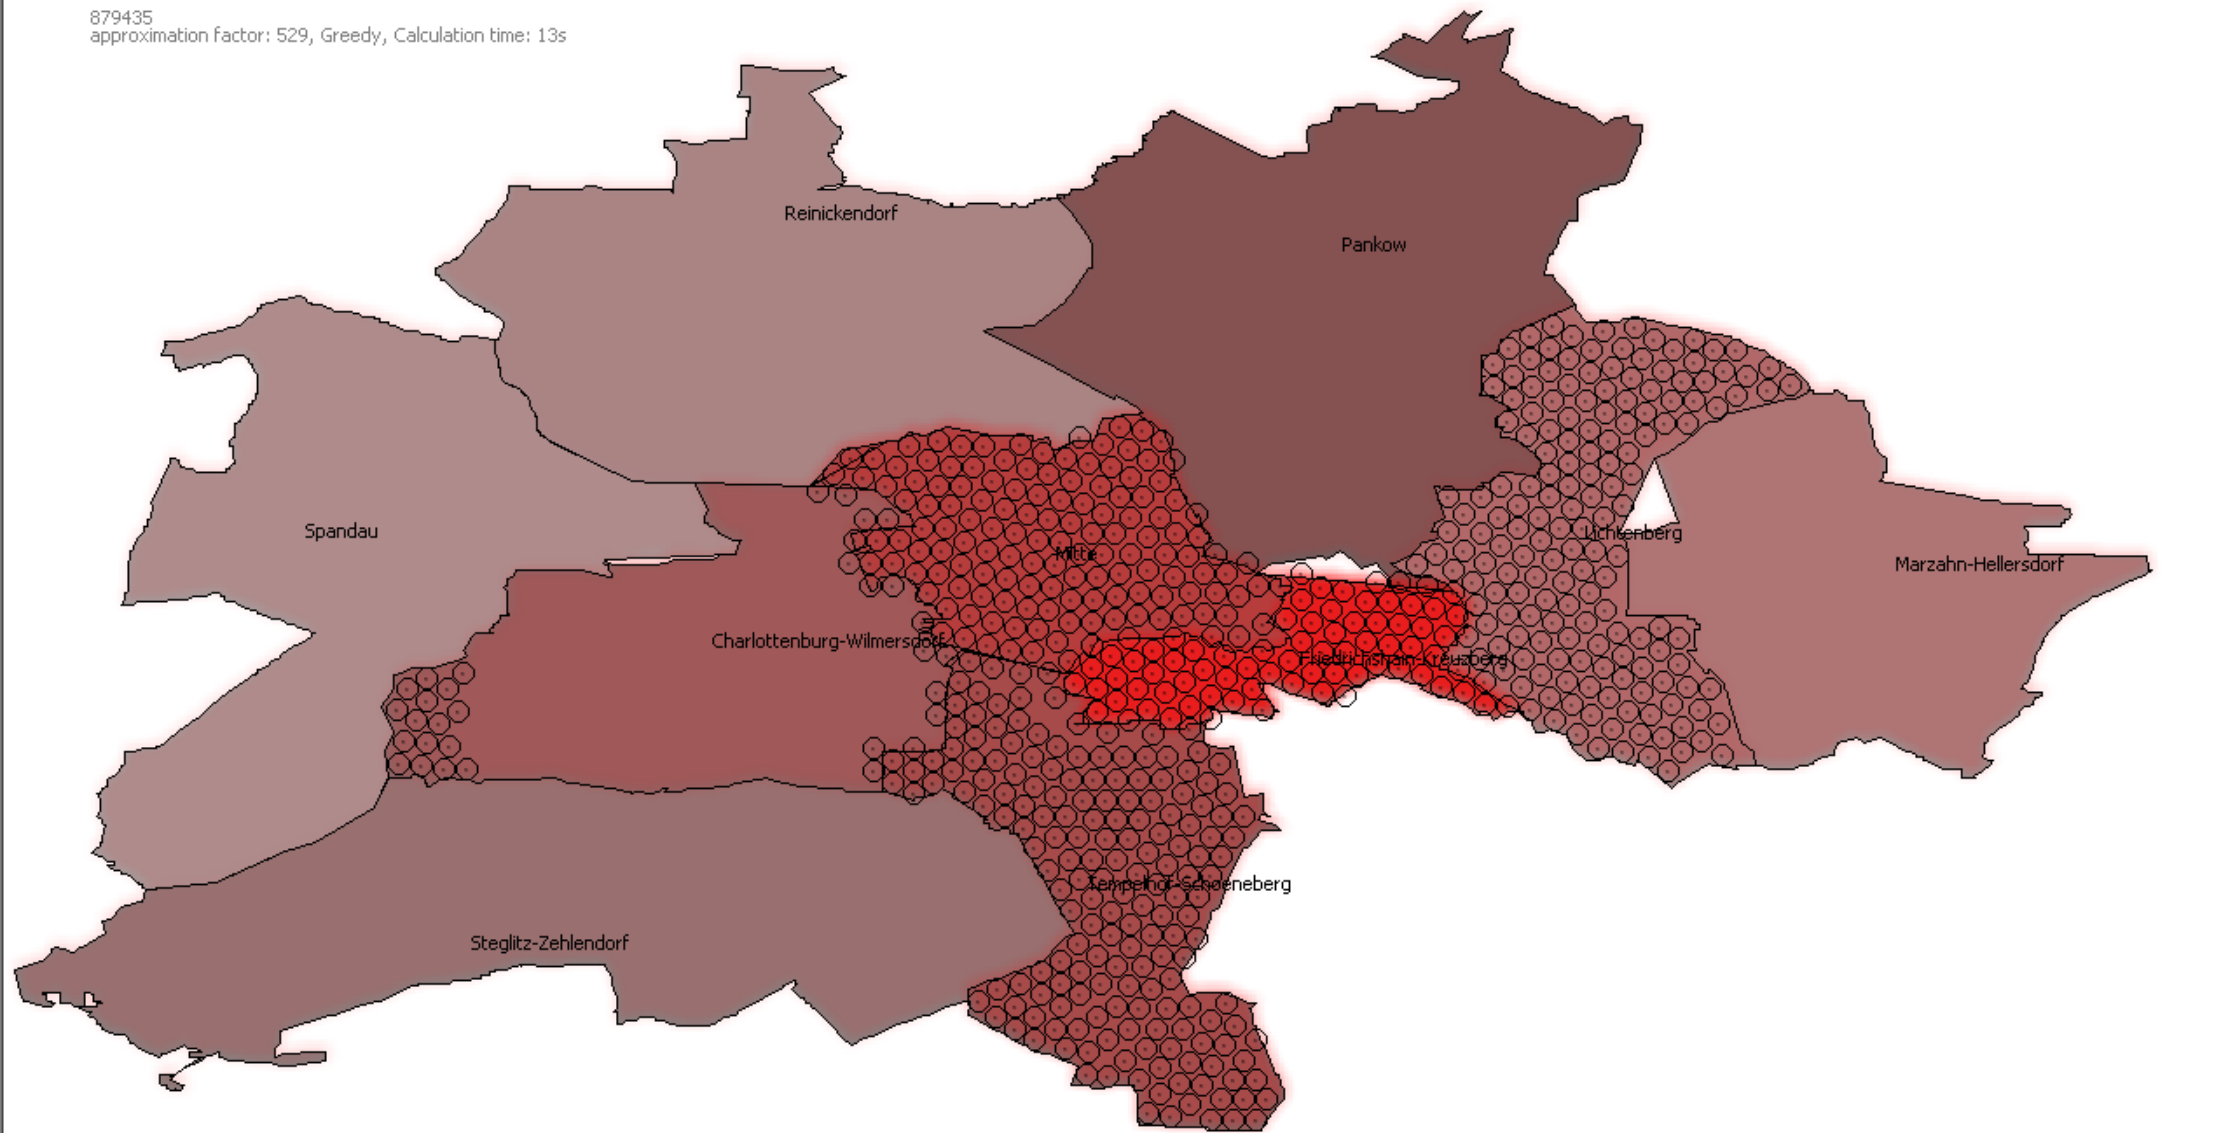 879435
approximation factor: 529, Greedy, Calculation time: 13s
Reinickendorf
Pankow
Spandau
Mitte
Lichtenberg
Marzahn-Hellersdorf
Charlottenburg-Wilmersdorf
Friedrichshain-Kreuzberg
Tempelhof-Schoeneberg
Steglitz-Zehlendorf